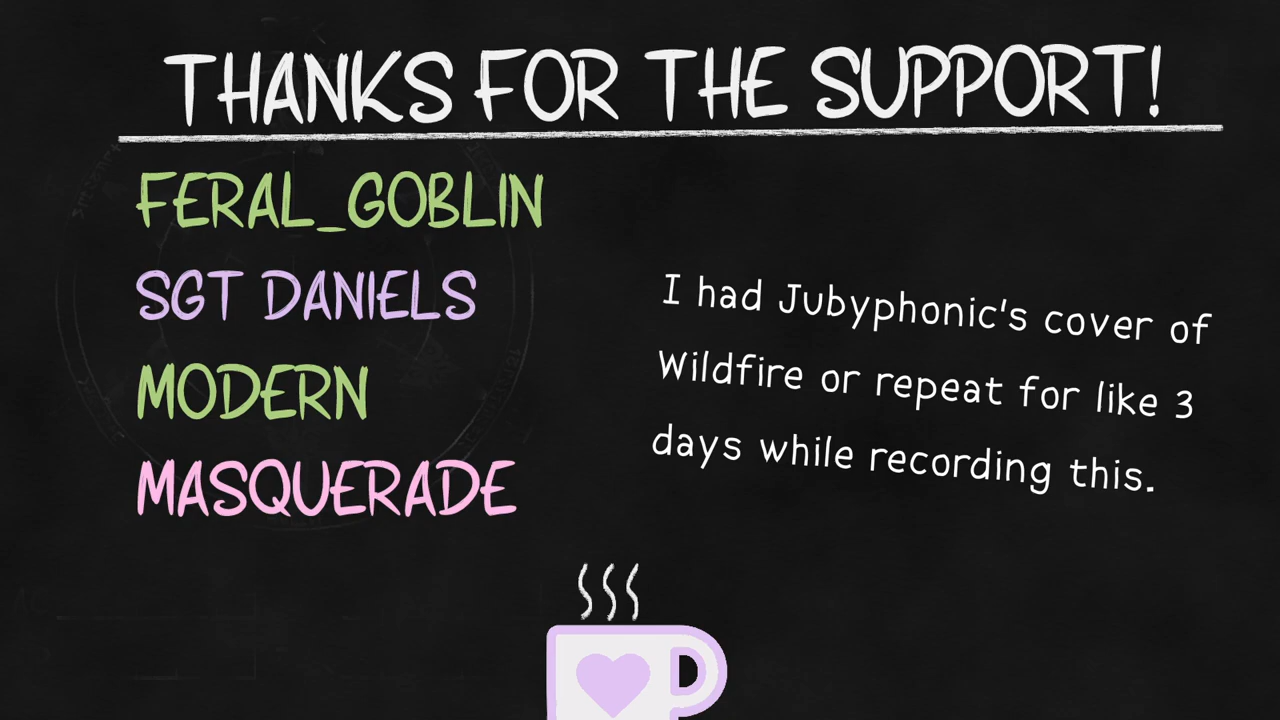 THANKS FOR THE SUPPORT!
FERAL_GOBLIN
SGT DANIELS
MODERN
MASQUERADE
I had Jubyphonic's cover of
Wildfire or repeat for like 3
days while recording this.